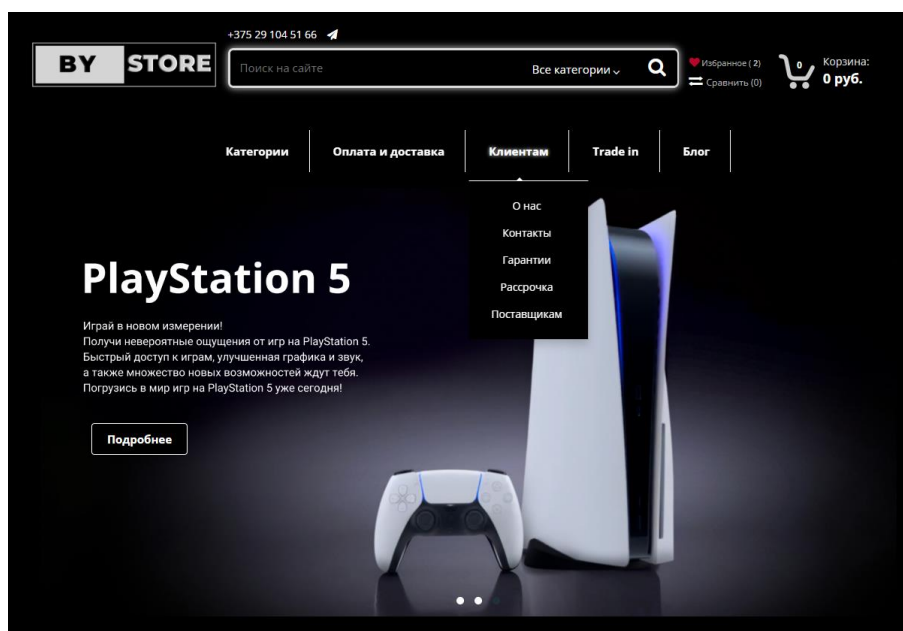 +375 29 104 51 66
BY STORE
Поиск на сайте
Все категории
Избранное ( 2)
Сравнить (0)
0
Корзина:
0 руб.
Категории
Оплата и доставка
Клиентам
Trade in
Блог
О нас
Контакты
Гарантии
Рассрочка
Поставщикам
PlayStation 5
Играй в новом измерении!
Получи невероятные ощущения от игр на PlayStation 5.
Быстрый доступ к играм, улучшенная графика и звук,
а также множество новых возможностей ждут тебя.
Погрузись в мир игр на PlayStation 5 уже сегодня!
Подробнее